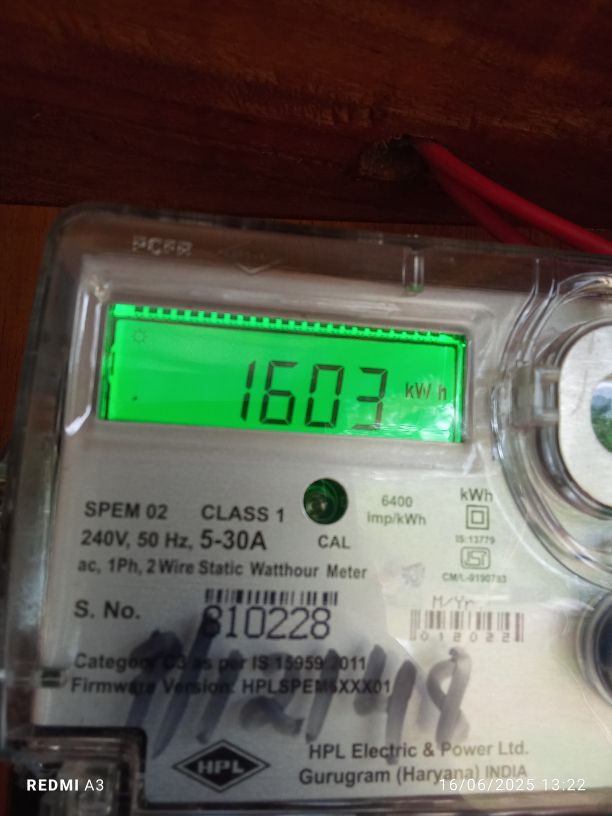 1603 kWh
SPEM 02 CLASS 1
6400 imp/kWh
kWh
240V, 50 Hz, 5-30A
CAL
IS:13779
ac, 1Ph, 2 Wire Static Watthour Meter
CM/L-9190783
S. No. 810228
M/Yr.
012022
Category C3 as per IS 15959 2011
Firmware Version: HPLSPEM5XXX01
HPL
HPL Electric & Power Ltd.
Gurugram (Haryana) INDIA
REDMI A3
16/06/2025 13:22